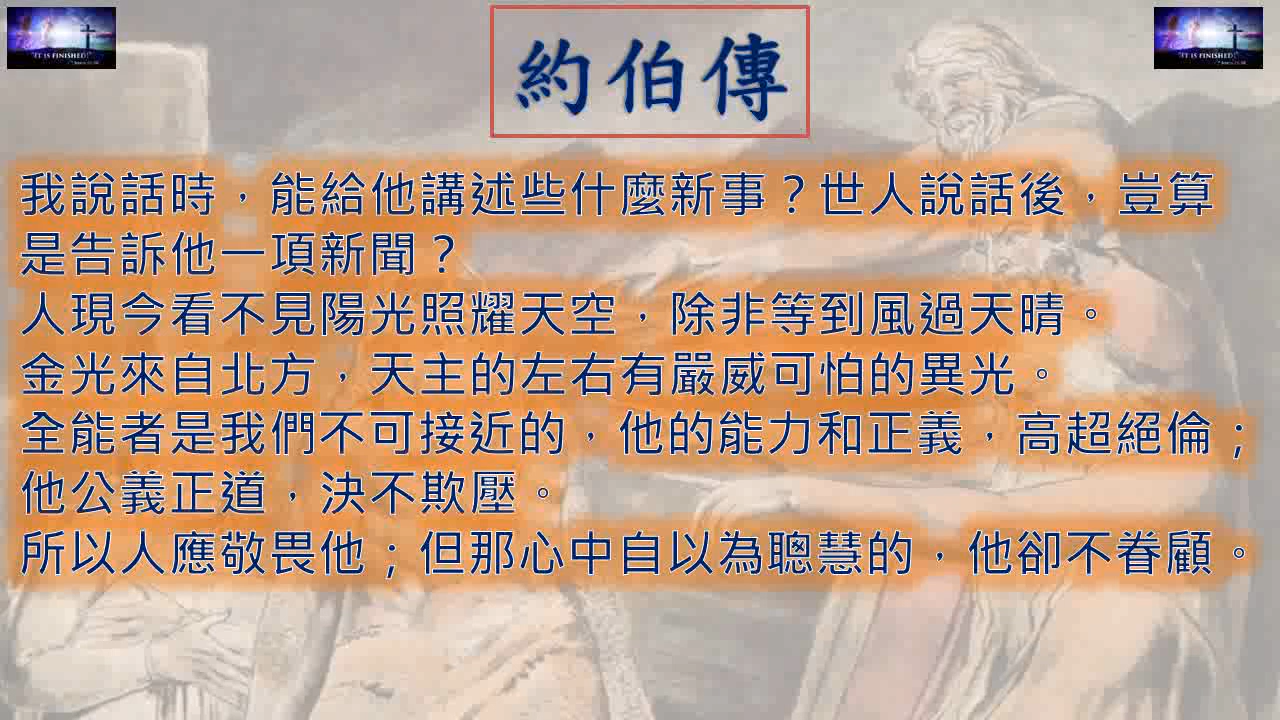 "IT IS FINISHED!"
約伯傳
"IT IS FINISHED!"
我說話時，能給他講述些什麼新事？世人說話後，豈算
是告訴他一項新聞？
人現今看不見陽光照耀天空，除非等到風過天晴。
金光來自北方，天主的左右有嚴威可怕的異光。
全能者是我們不可接近的，他的能力和正義，高超絕倫；
他公義正道，決不欺壓。
所以人應敬畏他；但那心中自以為聰慧的，他卻不眷顧。